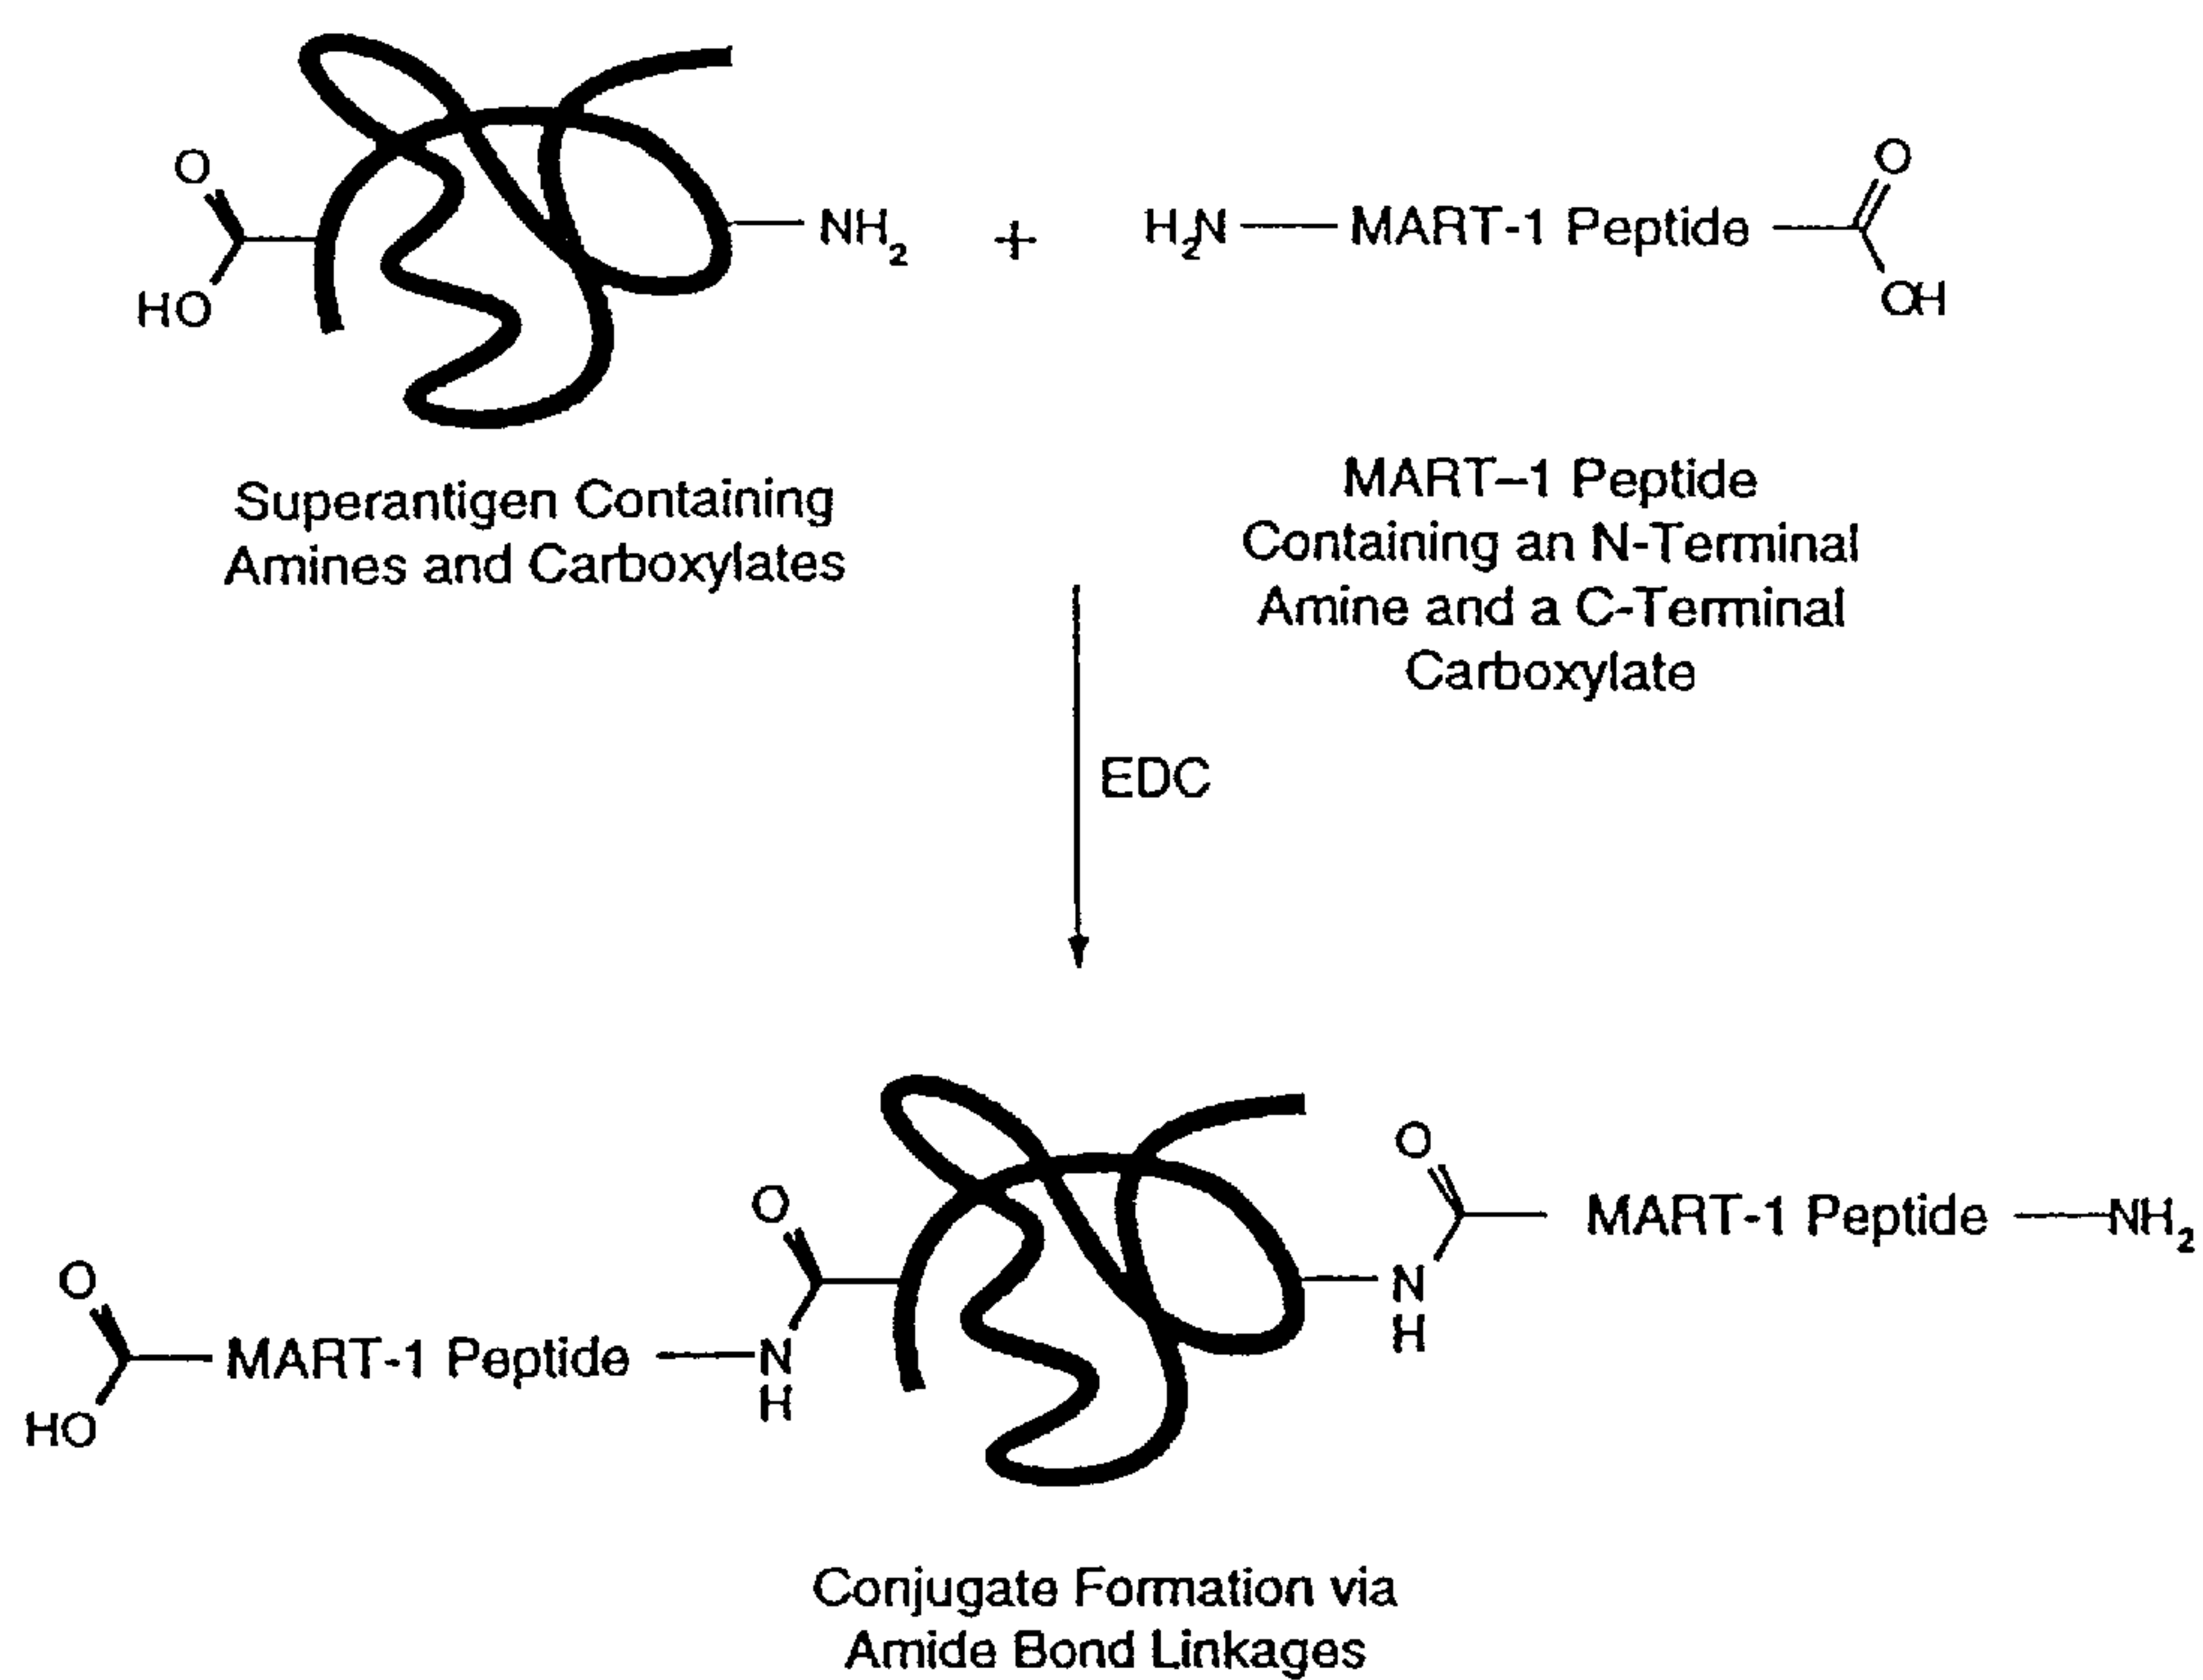 O
HO
NH2
+
H2N
MART-1 Peptide
O
OH
Superantigen Containing
Amines and Carboxylates
MART–1 Peptide
Containing an N-Terminal
Amine and a C-Terminal
Carboxylate
EDC
O
HO
MART-1 Peptide
N
H
O
O
N
H
MART-1 Peptide
NH2
Conjugate Formation via
Amide Bond Linkages